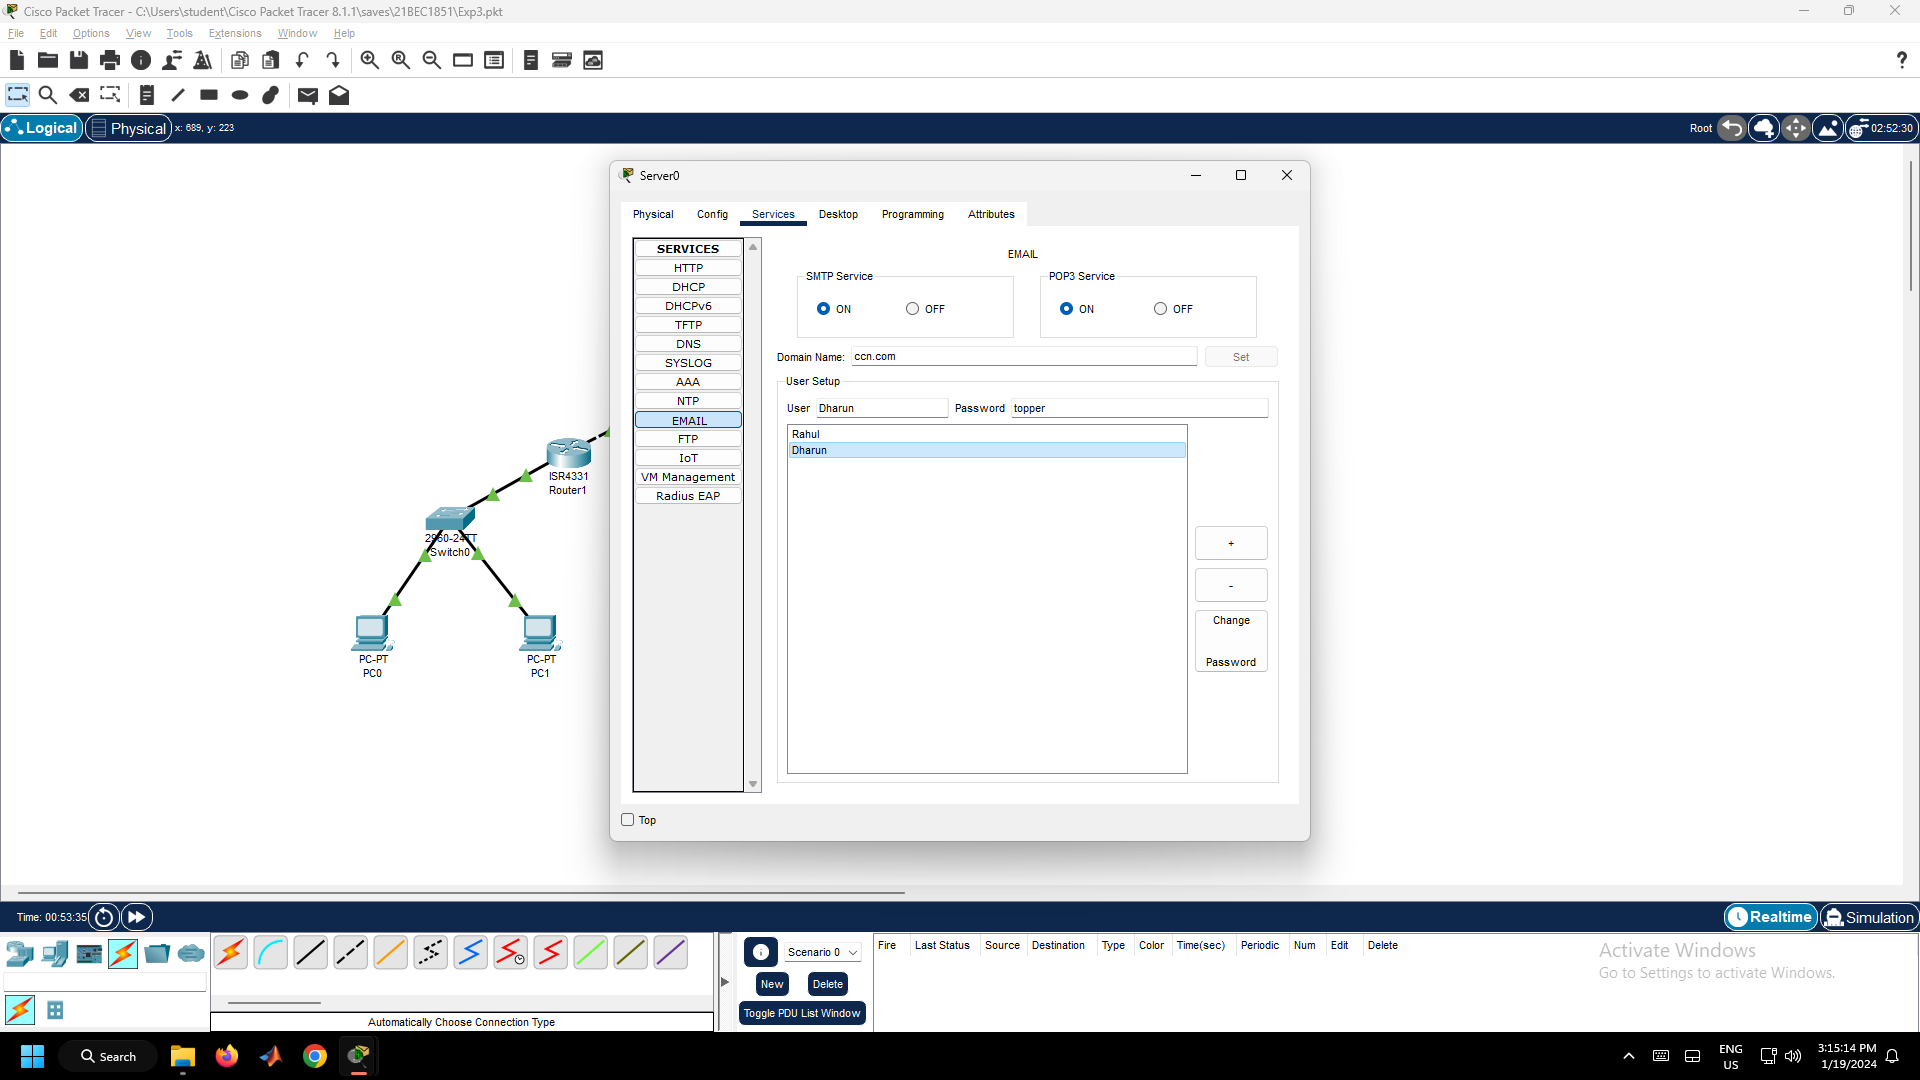 Cisco Packet Tracer - C:\Users\student\Cisco Packet Tracer 8.1.1\saves\21BEC1851\Exp3.pkt
File Edit Options View Tools Extensions Window Help
?
Logical Physical x: 689, y: 223 Root 02:52:30
Server0
Physical Config Services Desktop Programming Attributes
SERVICES
HTTP
DHCP
DHCPv6
TFTP
DNS
SYSLOG
AAA
NTP
EMAIL
FTP
IoT
VM Management
Radius EAP
EMAIL
SMTP Service POP3 Service
ON OFF ON OFF
Domain Name: ccn.com Set
User Setup
User Dharun Password topper
Rahul
Dharun
+
-
Change
Password
Top
ISR4331
Router1
2960-24TT
Switch0
PC-PT
PC0
PC-PT
PC1
Time: 00:53:35 Realtime Simulation
Scenario 0
New Delete
Toggle PDU List Window
Automatically Choose Connection Type
Fire Last Status Source Destination Type Color Time(sec) Periodic Num Edit Delete
Activate Windows
Go to Settings to activate Windows.
Search
ENG
US
3:15:14 PM
1/19/2024